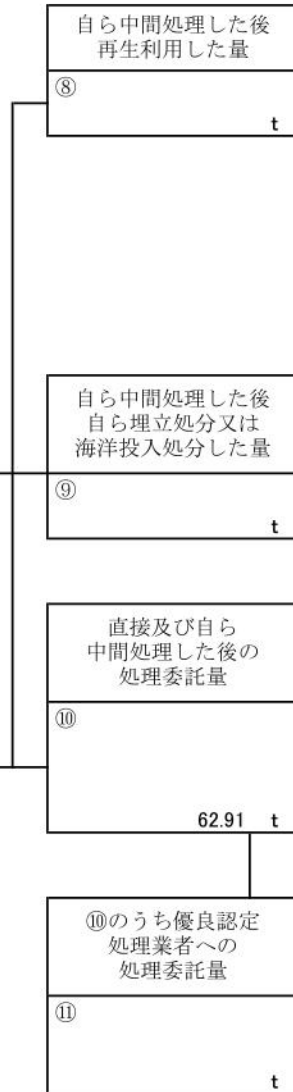 自ら中間処理した後
再生利用した量
⑧
t
自ら中間処理した後
自ら埋立処分又は
海洋投入処分した量
⑨
t
直接及び自ら
中間処理した後の
処理委託量
⑩
62.91 t
⑩のうち優良認定
処理業者への
処理委託量
⑪
t